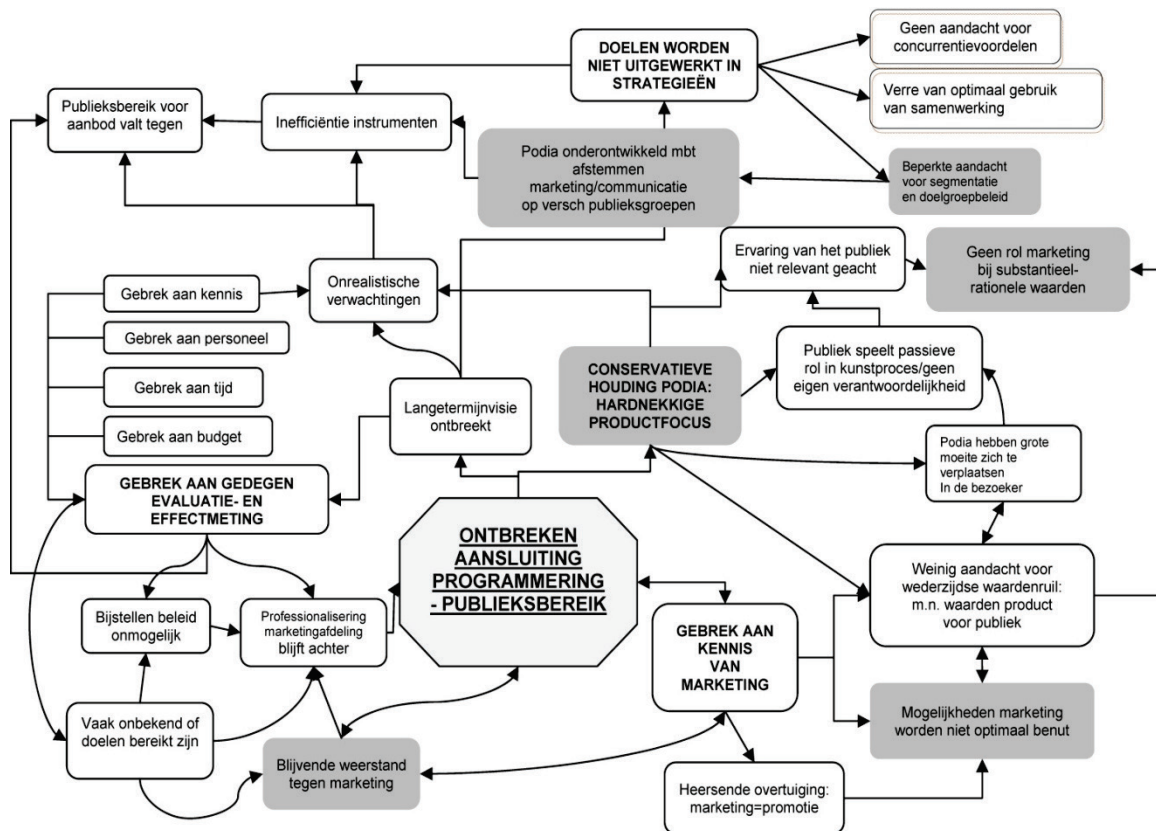 DOELEN WORDEN
NIET UITGEWERKT IN
STRATEGIEËN
Geen aandacht voor
concurrentievoordelen
Verre van optimaal gebruik
van samenwerking
Publieksbereik voor
aanbod valt tegen
Inefficiëntie instrumenten
Podia onderontwikkeld mbt
afstemmen
marketing/communicatie
op versch publieksgroepen
Beperkte aandacht
voor segmentatie
en doelgroepbeleid
Ervaring van het publiek
niet relevant geacht
Geen rol marketing
bij substantieel-
rationele waarden
Onrealistische
verwachtingen
Gebrek aan kennis
Gebrek aan personeel
Gebrek aan tijd
Gebrek aan budget
Langetermijnvisie
ontbreekt
CONSERVATIEVE
HOUDING PODIA:
HARDNEKKIGE
PRODUCTFOCUS
Publiek speelt passieve
rol in kunstproces/geen
eigen verantwoordelijkheid
Podia hebben grote
moeite zich te
verplaatsen
In de bezoeker
GEBREK AAN GEDEGEN
EVALUATIE- EN
EFFECTMETING
ONTBREKEN
AANSLUITING
PROGRAMMERING
- PUBLIEKSBEREIK
Weinig aandacht voor
wederzijdse waardenruil:
m.n. waarden product
voor publiek
Bijstellen beleid
onmogelijk
Professionalisering
marketingafdeling
blijft achter
GEBREK AAN
KENNIS
VAN
MARKETING
Vaak onbekend of
doelen bereikt zijn
Blijvende weerstand
tegen marketing
Mogelijkheden marketing
worden niet optimaal benut
Heersende overtuiging:
marketing=promotie